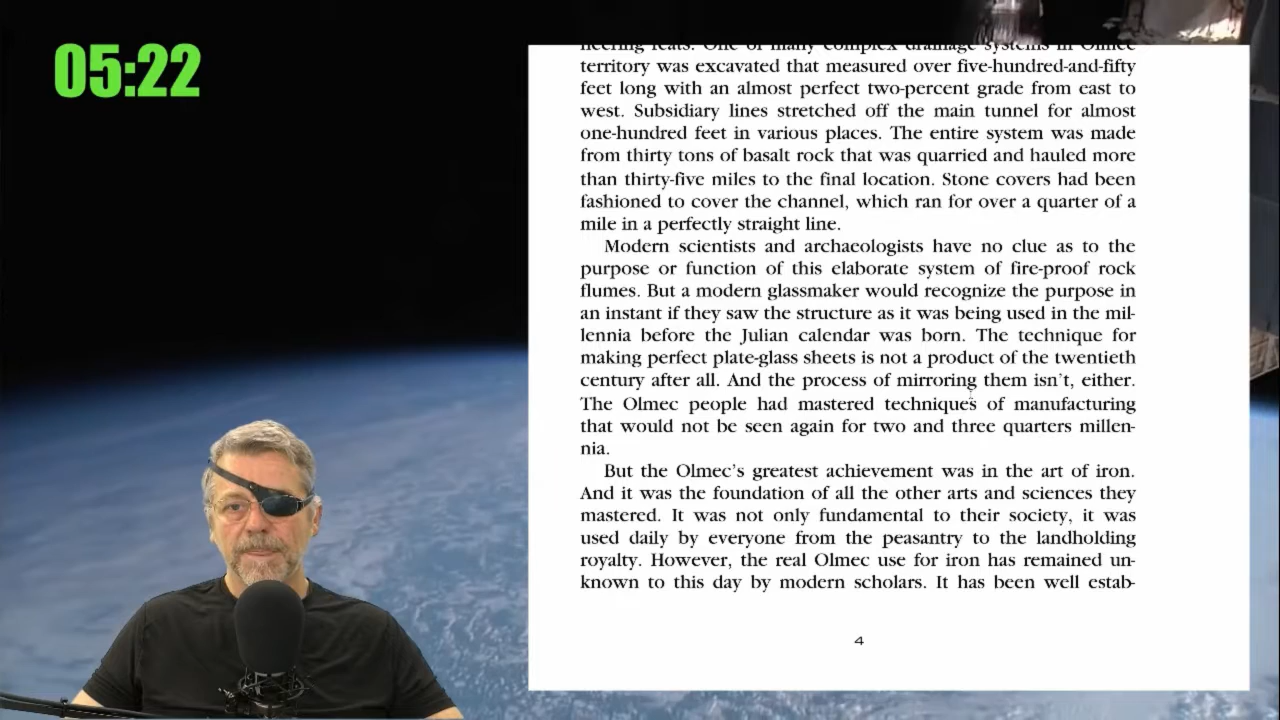 05:22
neering feats. One of many complex drainage systems in Olmec
territory was excavated that measured over five-hundred-and-fifty
feet long with an almost perfect two-percent grade from east to
west. Subsidiary lines stretched off the main tunnel for almost
one-hundred feet in various places. The entire system was made
from thirty tons of basalt rock that was quarried and hauled more
than thirty-five miles to the final location. Stone covers had been
fashioned to cover the channel, which ran for over a quarter of a
mile in a perfectly straight line.
Modern scientists and archaeologists have no clue as to the
purpose or function of this elaborate system of fire-proof rock
flumes. But a modern glassmaker would recognize the purpose in
an instant if they saw the structure as it was being used in the mil-
lennia before the Julian calendar was born. The technique for
making perfect plate-glass sheets is not a product of the twentieth
century after all. And the process of mirroring them isn't, either.
The Olmec people had mastered techniques of manufacturing
that would not be seen again for two and three quarters millen-
nia.
But the Olmec's greatest achievement was in the art of iron.
And it was the foundation of all the other arts and sciences they
mastered. It was not only fundamental to their society, it was
used daily by everyone from the peasantry to the landholding
royalty. However, the real Olmec use for iron has remained un-
known to this day by modern scholars. It has been well estab-
4